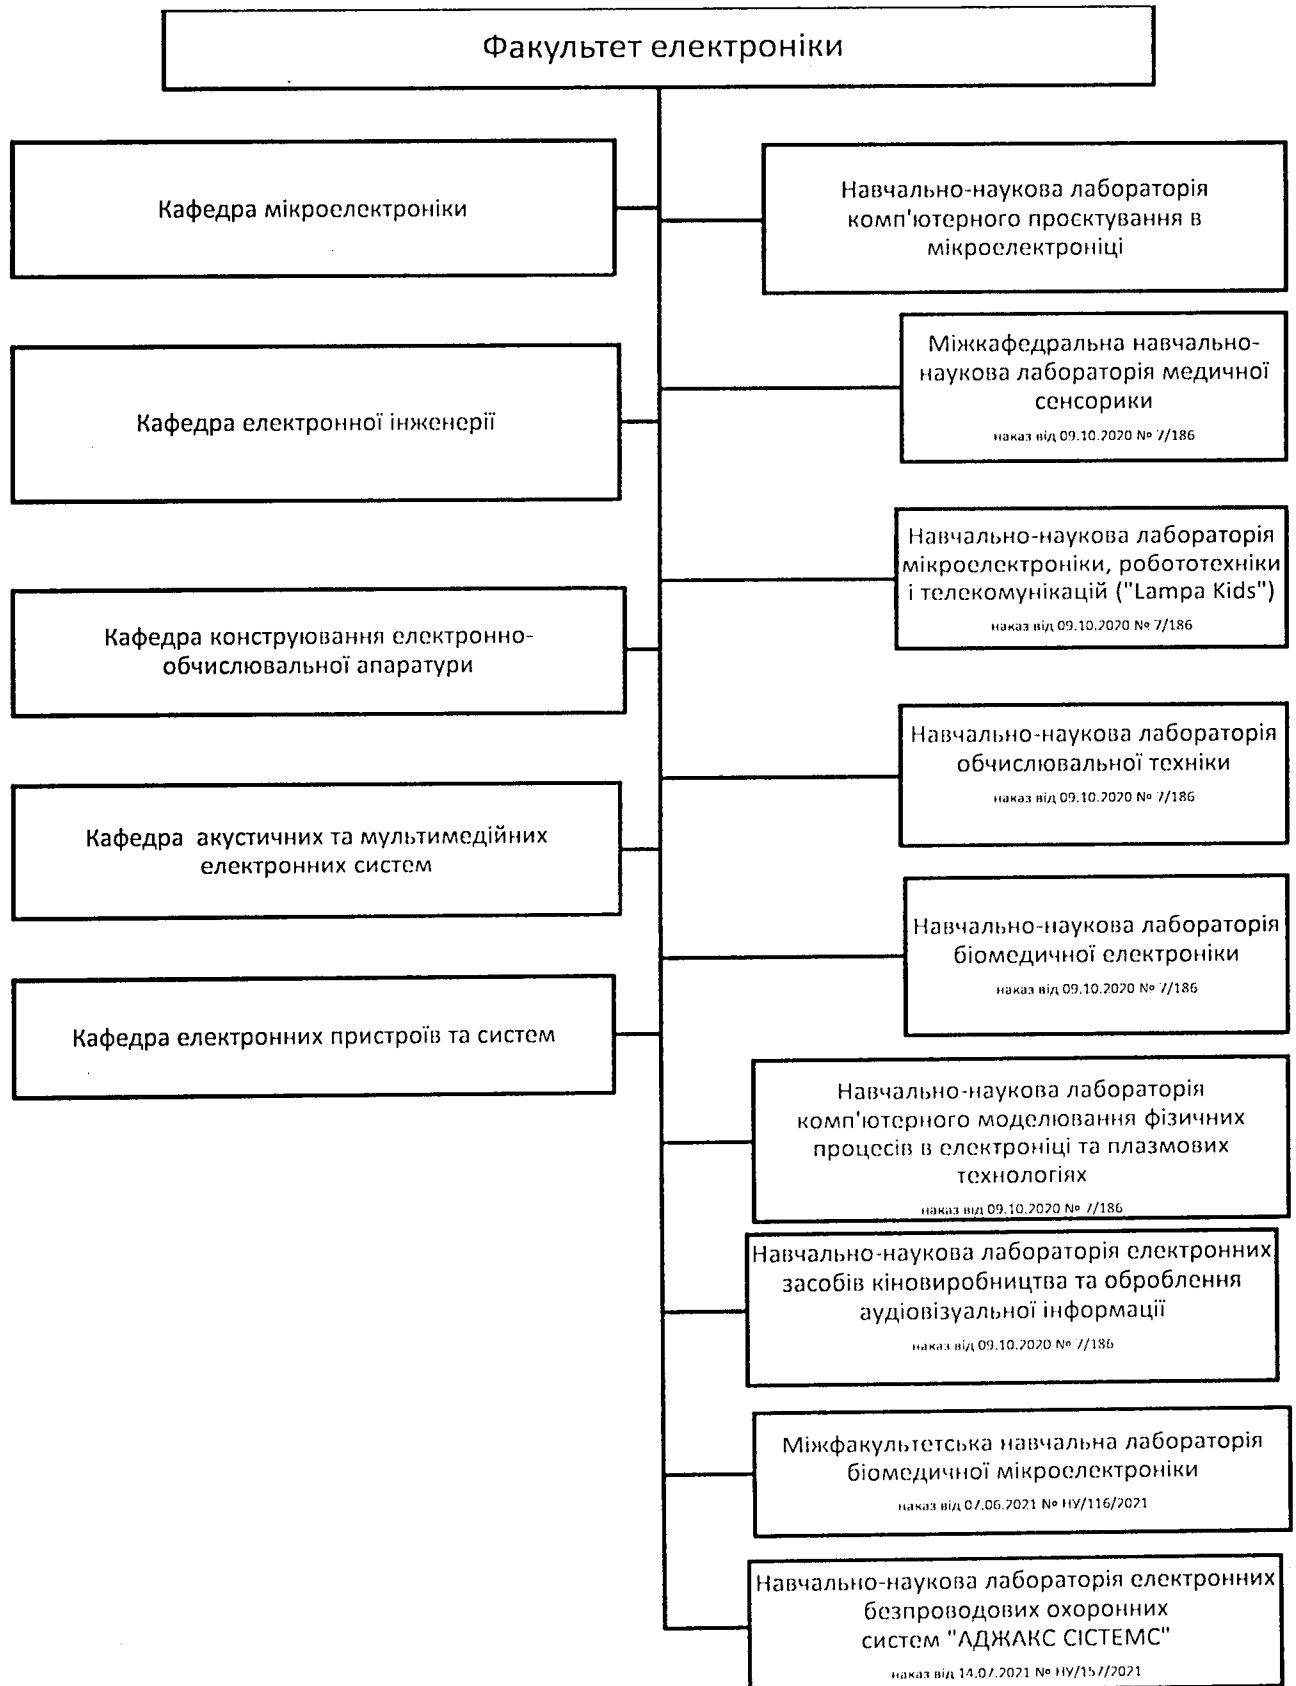 Факультет електроніки
Кафедра мікроелектроніки
Кафедра електронної інженерії
Кафедра конструювання електронно-
обчислювальної апаратури
Кафедра акустичних та мультимедійних
електронних систем
Кафедра електронних пристроїв та систем
Навчально-наукова лабораторія
комп'ютерного проєктування в
мікроелектроніці
Міжкафедральна навчально-
наукова лабораторія медичної
сенсорики
наказ від 09.10.2020 № 7/186
Навчально-наукова лабораторія
мікроелектроніки, робототехніки
і телекомунікацій ("Lampa Kids")
наказ від 09.10.2020 № 7/186
Навчально-наукова лабораторія
обчислювальної техніки
наказ від 09.10.2020 № 7/186
Навчально-наукова лабораторія
біомедичної електроніки
наказ від 09.10.2020 № 7/186
Навчально-наукова лабораторія
комп'ютерного моделювання фізичних
процесів в електроніці та плазмових
технологіях
наказ від 09.10.2020 № 7/186
Навчально-наукова лабораторія електронних
засобів кіновиробництва та оброблення
аудіовізуальної інформації
наказ від 09.10.2020 № 7/186
Міжфакультетська навчальна лабораторія
біомедичної мікроелектроніки
наказ від 07.06.2021 № НУ/116/2021
Навчально-наукова лабораторія електронних
безпроводових охоронних
систем "АДЖАКС СІСТЕМС"
наказ від 14.07.2021 № НУ/157/2021